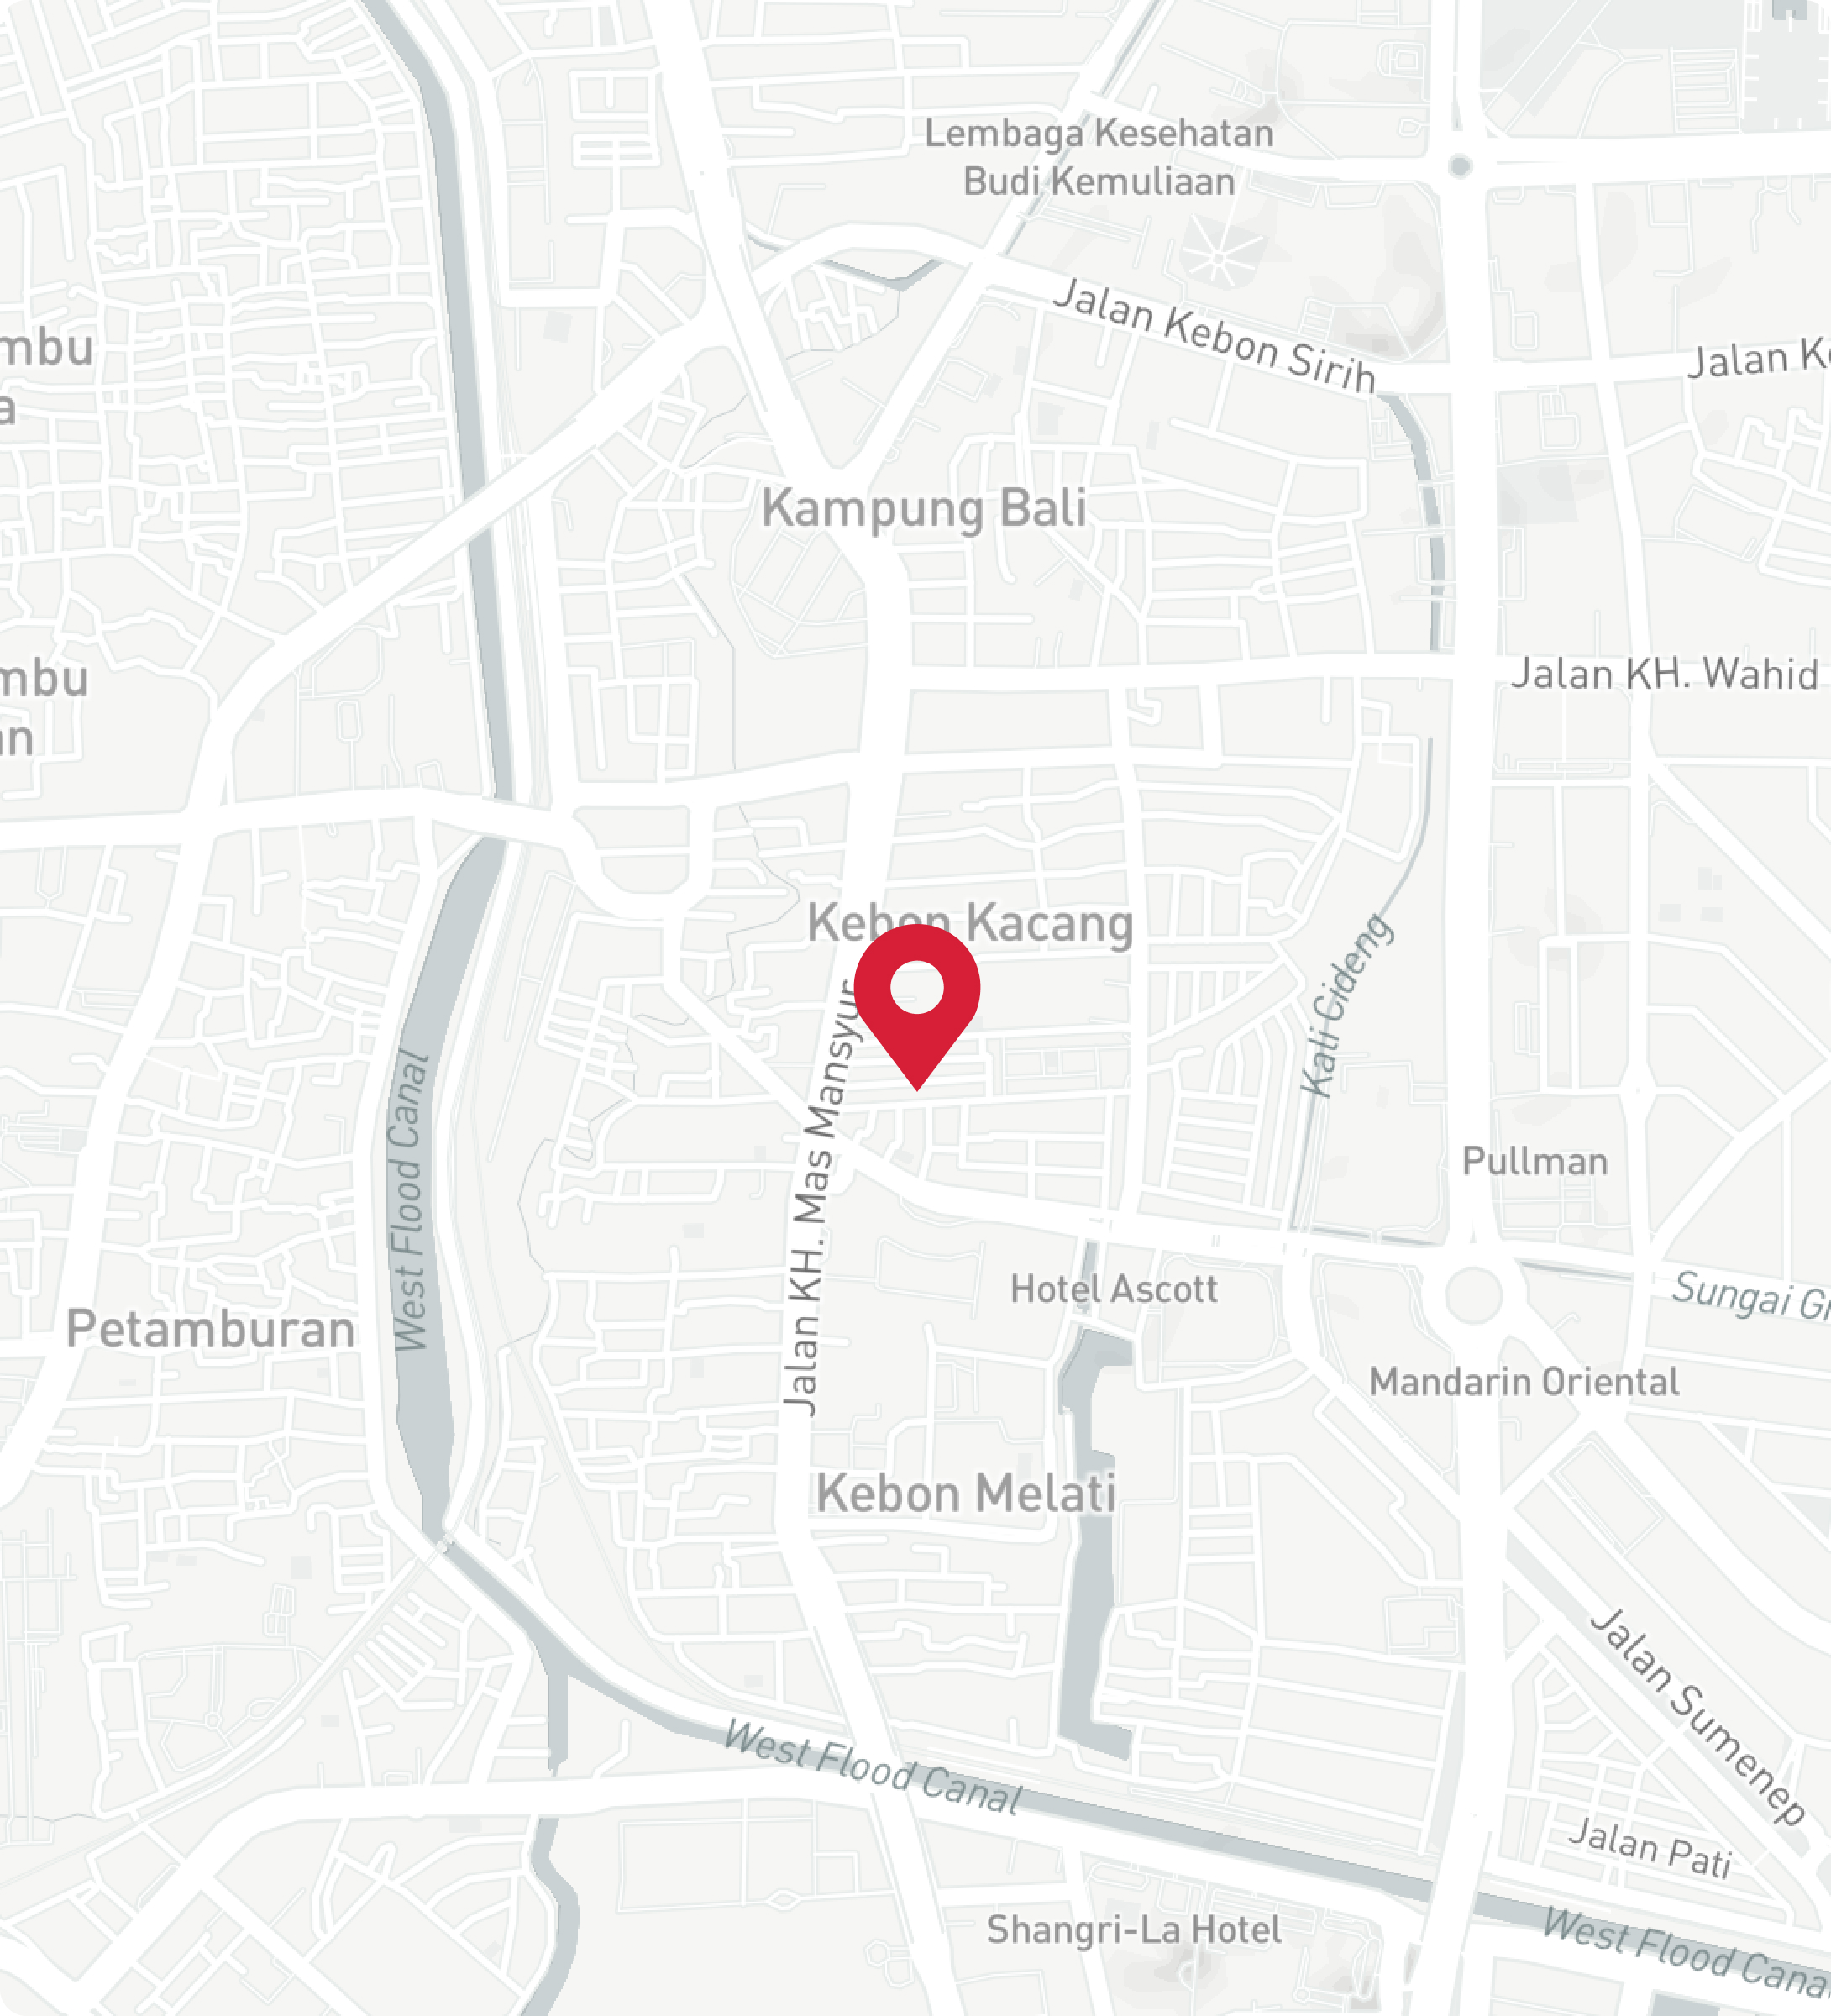 Lembaga Kesehatan
Budi Kemuliaan
Jalan Kebon Sirih
Jalan Ke
mbu
a
Kampung Bali
mbu
an
Jalan KH. Wahid
Kebon Kacang
Kali Cideng
Jalan KH. Mas Mansyur
West Flood Canal
Pullman
Hotel Ascott
Sungai Gr
Petamburan
Mandarin Oriental
Kebon Melati
Jalan Sumenep
West Flood Canal
Jalan Pati
Shangri-La Hotel
West Flood Cana